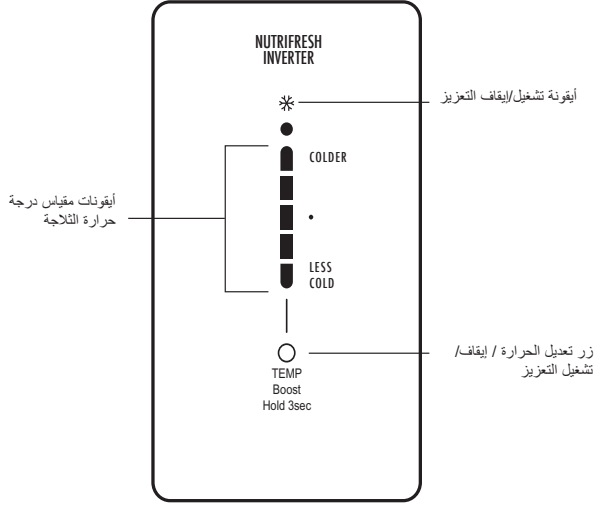 NUTRIFRESH
INVERTER
أيقونة تشغيل/إيقاف التعزيز
COLDER
أيقونات مقياس درجة
حرارة الثلاجة
LESS
COLD
زر تعديل الحرارة / إيقاف/
تشغيل التعزيز
TEMP
Boost
Hold 3sec